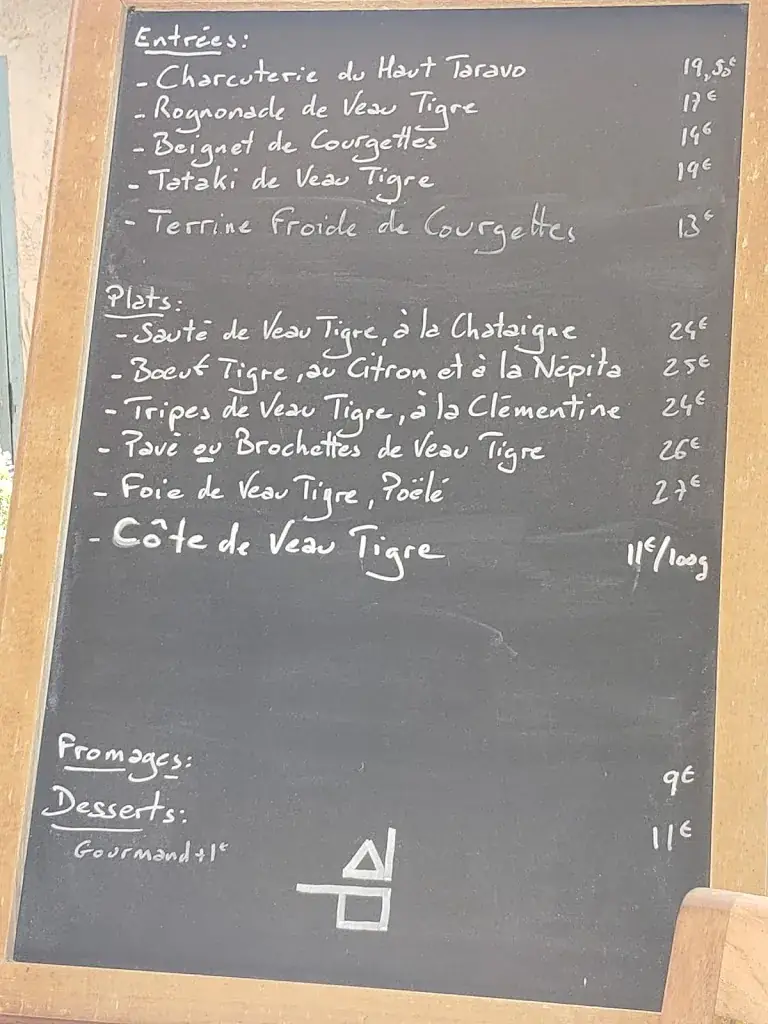 Entrées:
- Charcuterie du Haut Taravo 19,50€
- Rognonade de Veau Tigre 17€
- Beignet de Courgettes 14€
- Tataki de Veau Tigre 19€
- Terrine froide de Courgettes 13€
Plats:
- Sauté de Veau Tigre, à la Chataigne 24€
- Bœuf Tigre, au Citron et à la Népita 25€
- Tripes de Veau Tigre, à la Clémentine 24€
- Pavé ou Brochettes de Veau Tigre 26€
- Foie de Veau Tigre, Poëlé 27€
- Côte de Veau Tigre 11€/100g
Fromages: 9€
Desserts: 11€
Gourmand +1€